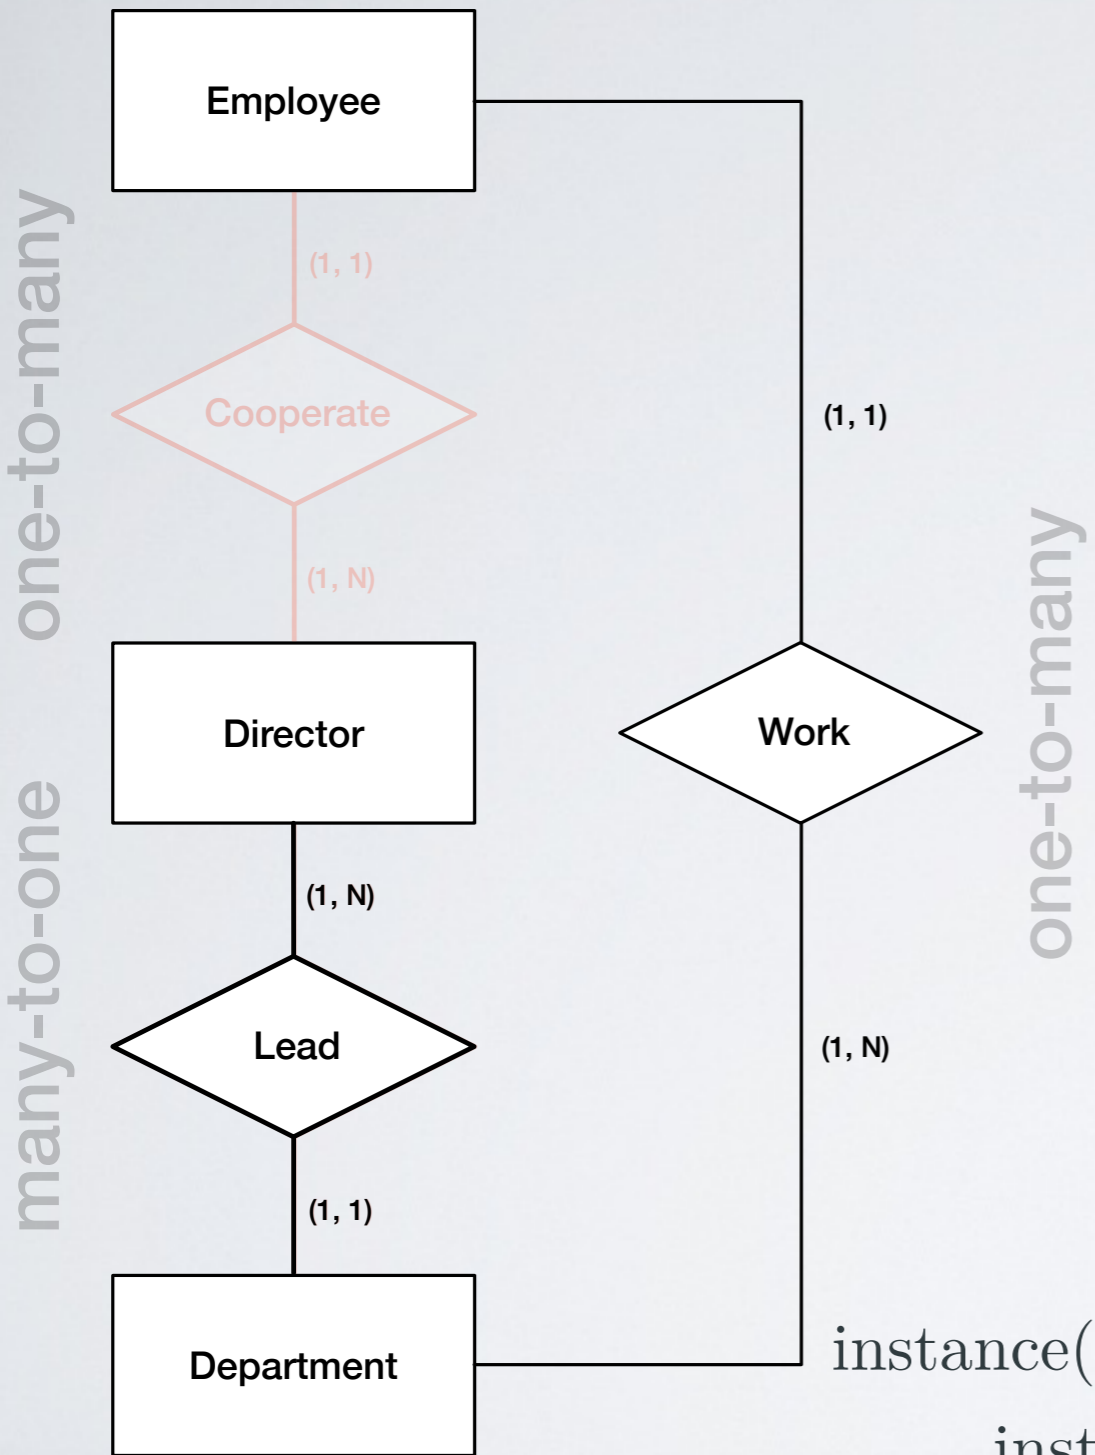 Employee
one-to-many
(1, 1)
Cooperate
(1, 1)
(1, N)
one-to-many
Director
Work
many-to-one
(1, N)
Lead
(1, N)
(1, 1)
Department
instance(
inst